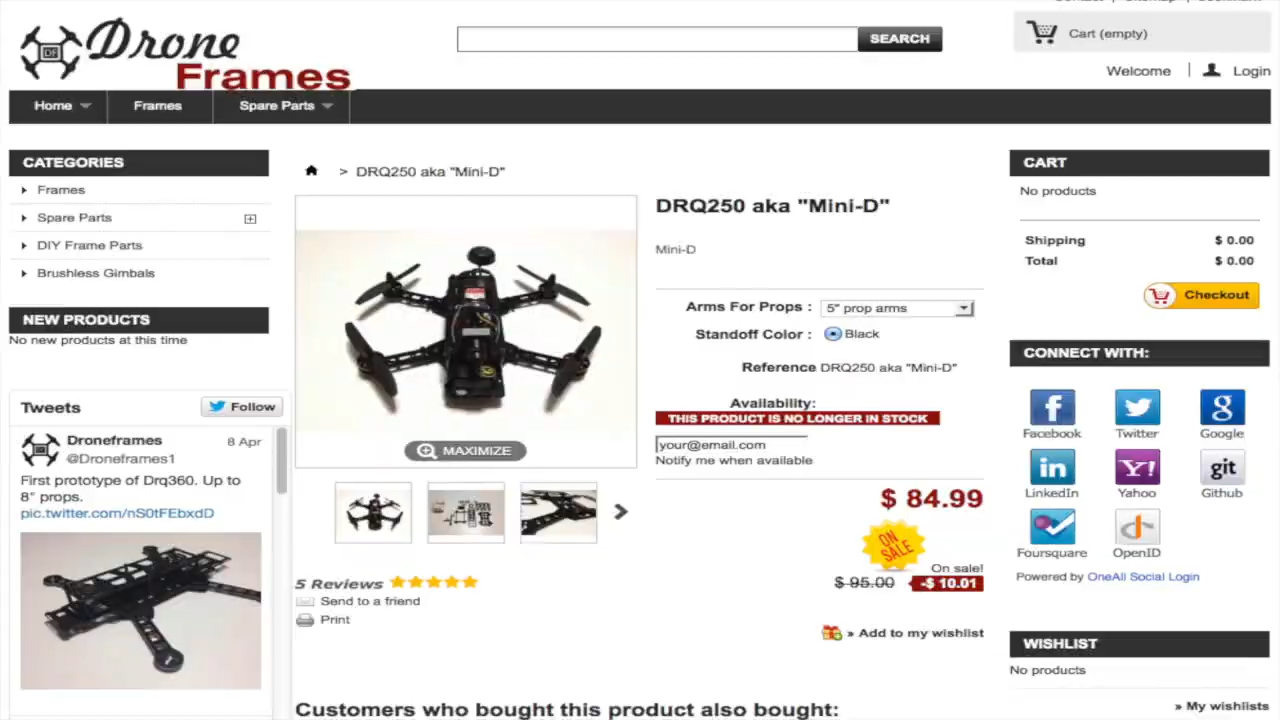 Drone
DF
Frames
SEARCH
Cart (empty)
Welcome
Login
Home
Frames
Spare Parts
CATEGORIES
Frames
Spare Parts
DIY Frame Parts
Brushless Gimbals
NEW PRODUCTS
No new products at this time
Tweets
Follow
Droneframes
8 Apr
@Droneframes1
First prototype of Drq360. Up to
8" props.
pic.twitter.com/nS0tFEbxdD
> DRQ250 aka "Mini-D"
MAXIMIZE
5 Reviews
Send to a friend
Print
DRQ250 aka "Mini-D"
Mini-D
Arms For Props : 5" prop arms
Standoff Color : Black
Reference DRQ250 aka "Mini-D"
Availability:
THIS PRODUCT IS NO LONGER IN STOCK
your@email.com
Notify me when available
$ 84.99
ON
SALE
On sale!
$ 95.00 -$ 10.01
» Add to my wishlist
Customers who bought this product also bought:
CART
No products
Shipping $ 0.00
Total $ 0.00
Checkout
CONNECT WITH:
Facebook
Twitter
Google
in
Y!
git
LinkedIn
Yahoo
Github
Foursquare
OpenID
Powered by OneAll Social Login
WISHLIST
No products
» My wishlists